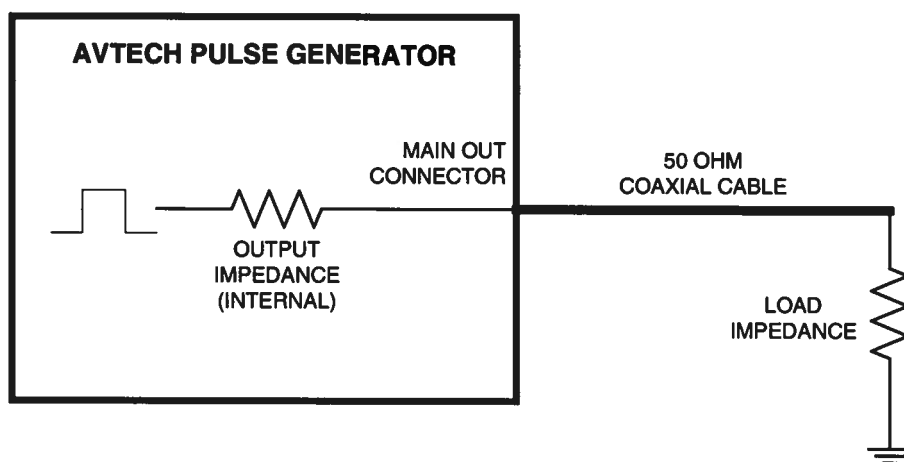 AVTECH PULSE GENERATOR
MAIN OUT
CONNECTOR
50 OHM
COAXIAL CABLE
OUTPUT
IMPEDANCE
(INTERNAL)
LOAD
IMPEDANCE